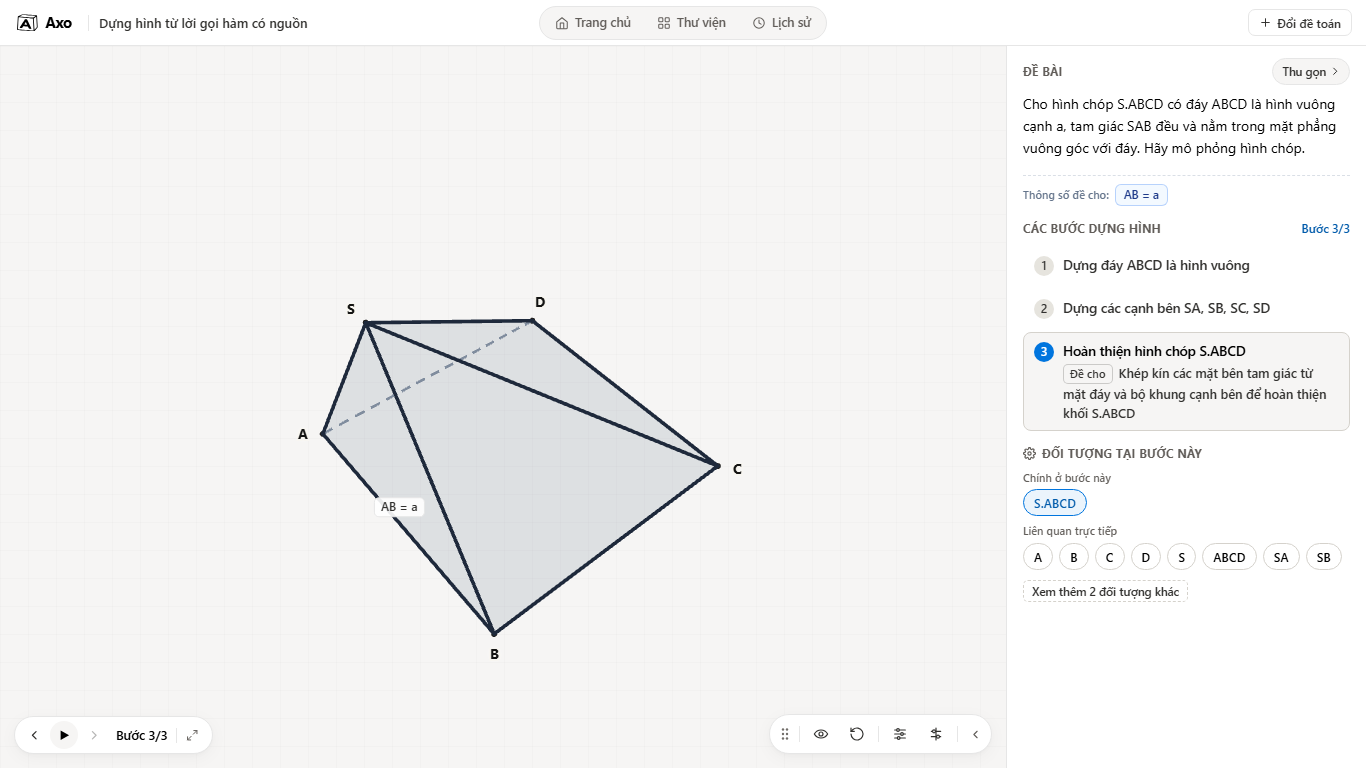 Axo
Dựng hình từ lời gọi hàm có nguồn
Trang chủ
Thư viện
Lịch sử
Đổi đề toán
S
D
A
C
AB = a
B
Bước 3/3
ĐỀ BÀI
Thu gọn
Cho hình chóp S.ABCD có đáy ABCD là hình vuông
cạnh a, tam giác SAB đều và nằm trong mặt phẳng
vuông góc với đáy. Hãy mô phỏng hình chóp.
Thông số đề cho: AB = a
CÁC BƯỚC DỰNG HÌNH
Bước 3/3
1 Dựng đáy ABCD là hình vuông
2 Dựng các cạnh bên SA, SB, SC, SD
3 Hoàn thiện hình chóp S.ABCD
Đề cho Khép kín các mặt bên tam giác từ
mặt đáy và bộ khung cạnh bên để hoàn thiện
khối S.ABCD
ĐỐI TƯỢNG TẠI BƯỚC NÀY
Chính ở bước này
S.ABCD
Liên quan trực tiếp
A B C D S ABCD SA SB
Xem thêm 2 đối tượng khác